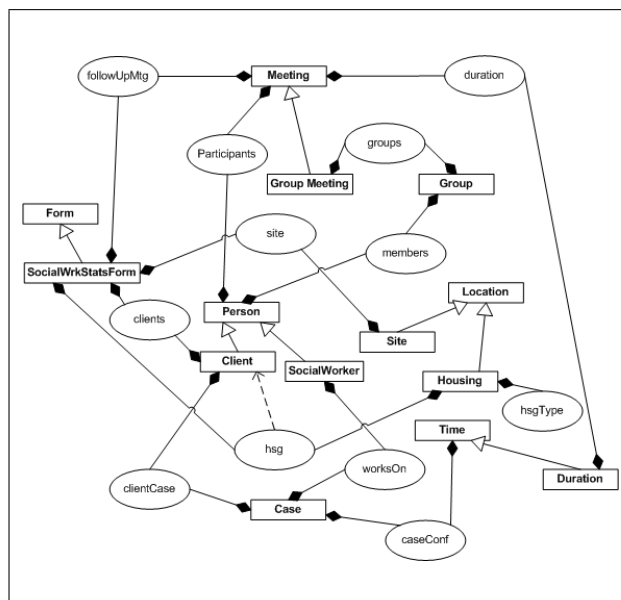 followUpMtg
Meeting
duration
Participants
groups
Group Meeting
Group
Form
site
members
SocialWrkStatsForm
Location
clients
Person
Site
Client
SocialWorker
Housing
hsgType
Time
hsg
worksOn
clientCase
Duration
Case
caseConf